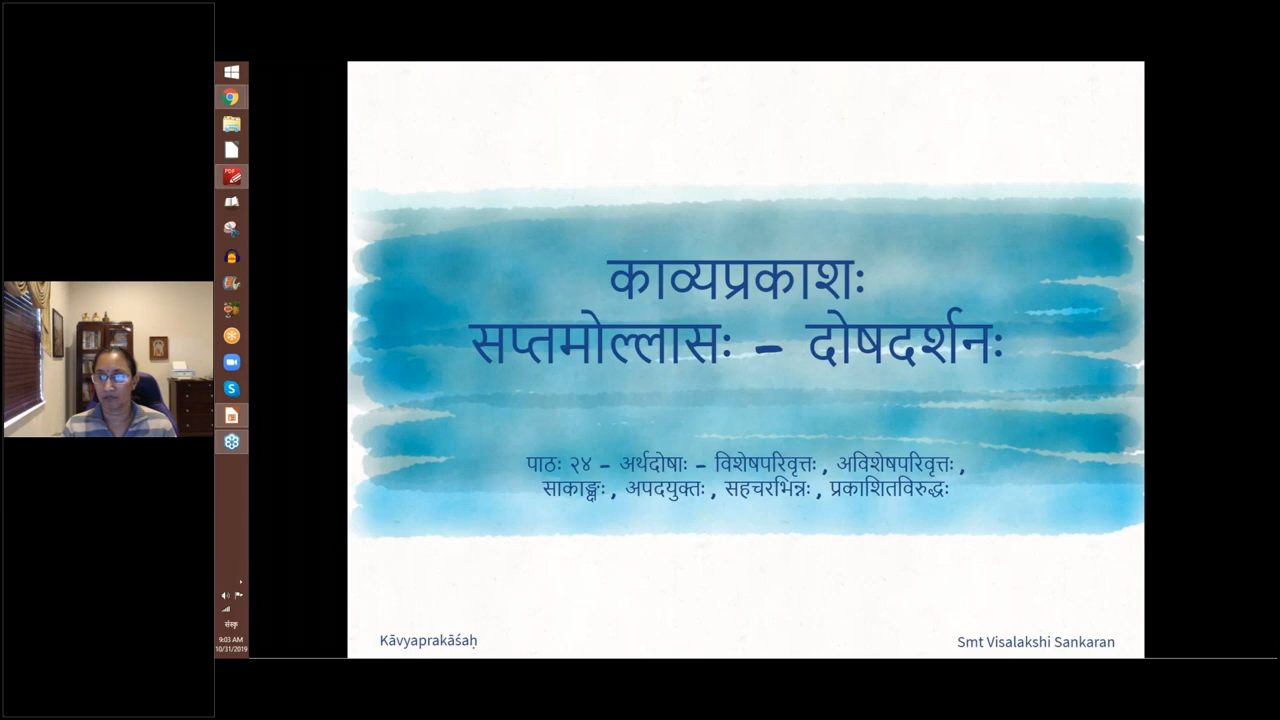 काव्यप्रकाशः
सप्तमोल्लासः – दोषदर्शनः
पाठः २४ – अर्थदोषाः – विशेषपरिवृत्तः , अविशेषपरिवृत्तः ,
साकाङ्क्षः , अपदयुक्तः , सहचरभिन्नः , प्रकाशितविरुद्धः
Kāvyaprakāśaḥ
Smt Visalakshi Sankaran
PDF
S
संस्कृ
9:03 AM
10/31/2019